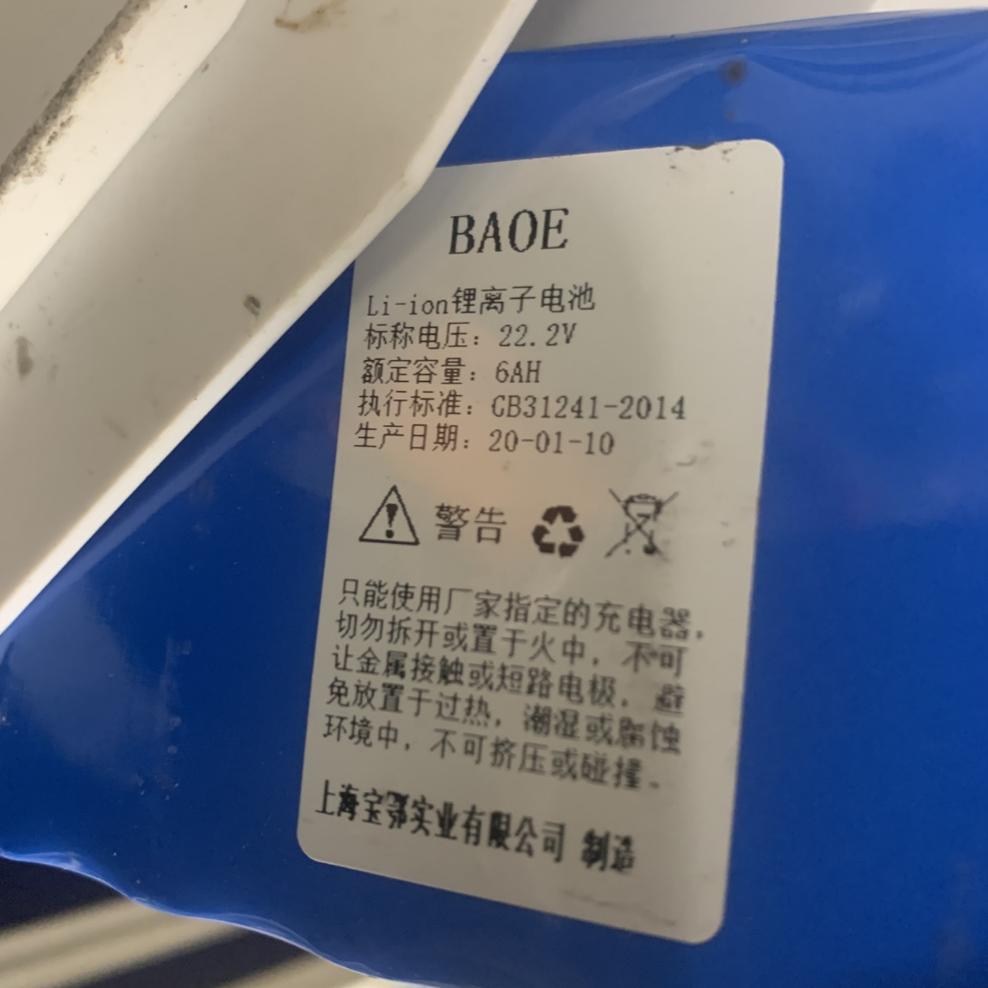 BAOE
Li-ion锂离子电池
标称电压：22.2V
额定容量：6AH
执行标准：CB31241-2014
生产日期：20-01-10
警告
只能使用厂家指定的充电器，
切勿拆开或置于火中，不可
让金属接触或短路电极，避
免放置于过热，潮湿或腐蚀
环境中，不可挤压或碰撞。
上海宝鄂实业有限公司 制造